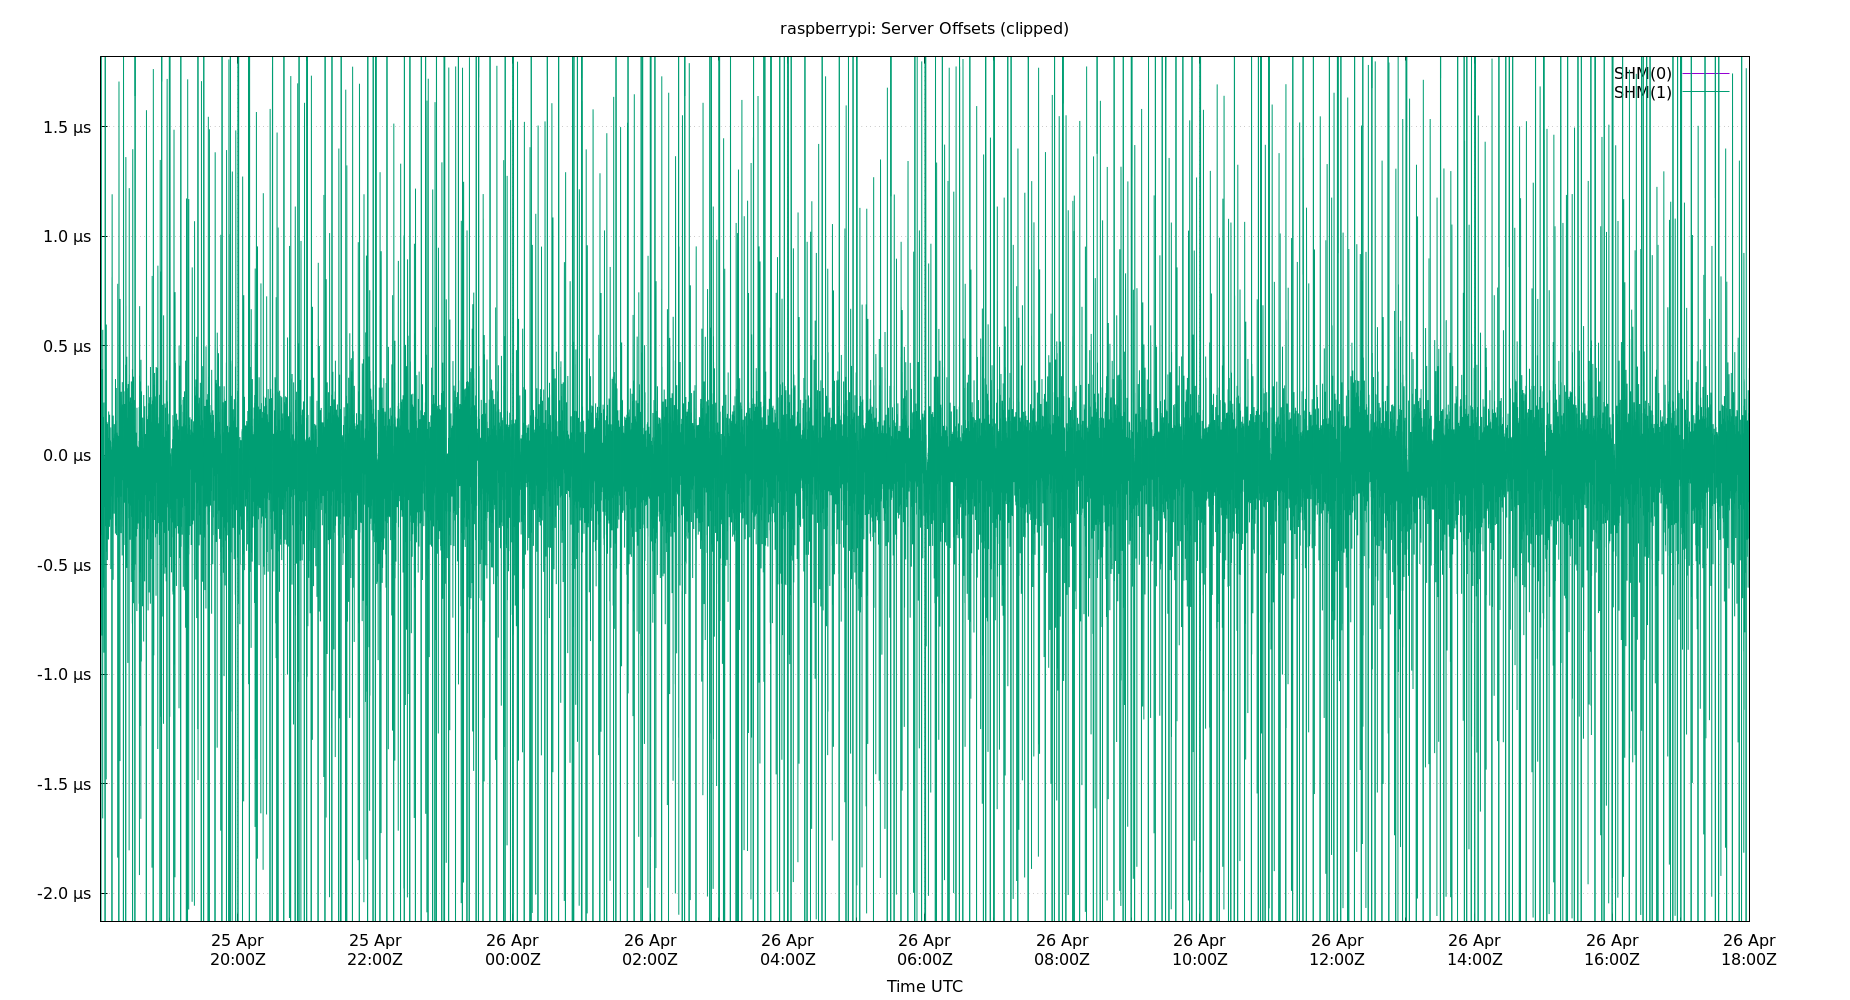 raspberrypi: Server Offsets (clipped)
SHM(0)
SHM(1)
1.5 µs
1.0 µs
0.5 µs
0.0 µs
-0.5 µs
-1.0 µs
-1.5 µs
-2.0 µs
25 Apr 25 Apr 26 Apr 26 Apr 26 Apr 26 Apr 26 Apr 26 Apr 26 Apr 26 Apr 26 Apr 26 Apr
20:00Z 22:00Z 00:00Z 02:00Z 04:00Z 06:00Z 08:00Z 10:00Z 12:00Z 14:00Z 16:00Z 18:00Z
Time UTC